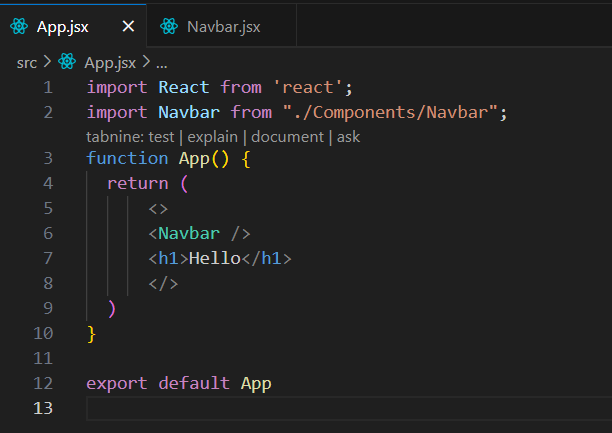 App.jsx × Navbar.jsx
src > App.jsx > ...
1 import React from 'react';
2 import Navbar from "./Components/Navbar";
tabnine: test | explain | document | ask
3 function App() {
4 return (
5 <>
6 <Navbar />
7 <h1>Hello</h1>
8 </>
9 )
10 }
11
12 export default App
13